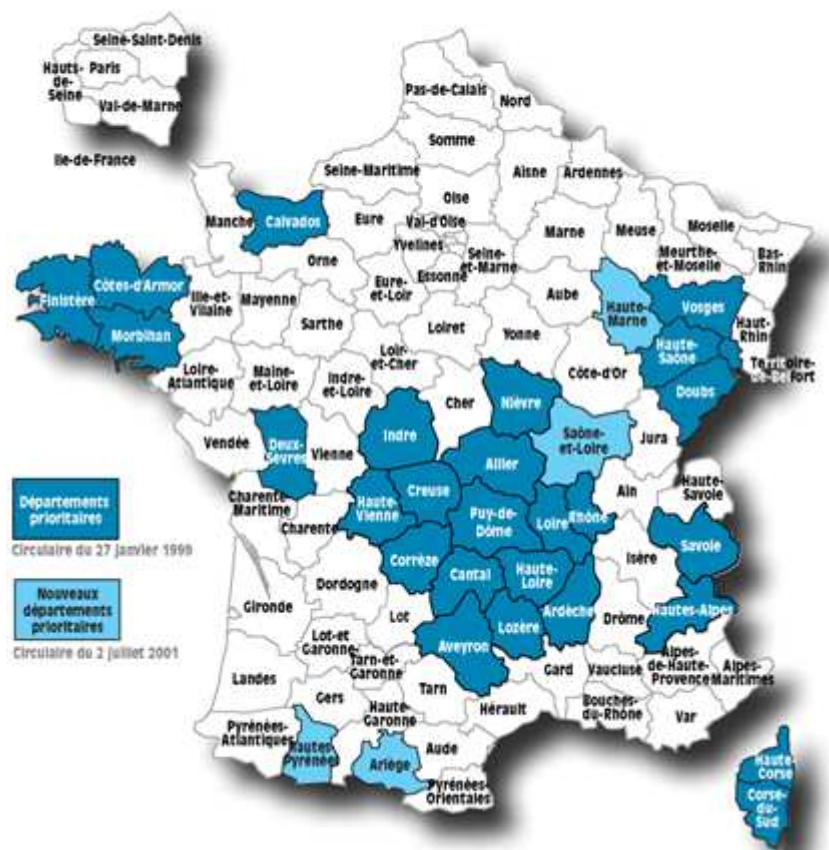 Seine-Saint-Denis
Hauts-
de-
Seine
Paris
Val-de-Marne
Ile-de-France
Pas-de-Calais
Nord
Somme
Seine-Maritime
Aisne
Ardennes
Oise
Manche
Calvados
Eure
Val-d'Oise
Marne
Meuse
Moselle
Meurthe-
et-Moselle
Bas-
Rhin
Yvelines
Seine-
et-Marne
Essonne
Orne
Eure-
et-Loir
Aube
Haute-
Marne
Vosges
Haut-
Rhin
Finistère
Côtes-d'Armor
Morbihan
Ille-et-
Vilaine
Mayenne
Sarthe
Loiret
Yonne
Haute-
Saône
Territoire-
de-Belfort
Loir-
et-Cher
Côte-d'Or
Doubs
Loire-
Atlantique
Maine-
et-Loire
Indre-
et-Loire
Cher
Nièvre
Vendée
Deux-
Sèvres
Vienne
Indre
Allier
Saône-
et-Loire
Jura
Départements
prioritaires
Circulaire du 27 janvier 1999
Charente-
Maritime
Charente
Haute-
Vienne
Creuse
Puy-de-
Dôme
Loire
Rhône
Ain
Haute-
Savoie
Corrèze
Cantal
Haute-
Loire
Ardèche
Isère
Savoie
Nouveaux
départements
prioritaires
Circulaire du 2 juillet 2001
Gironde
Dordogne
Lot
Aveyron
Lozère
Drôme
Hautes-Alpes
Lot-et
Garonne
Tarn-et-
Garonne
Landes
Gers
Haute-
Garonne
Tarn
Hérault
Gard
Vaucluse
Alpes-
de-Haute-
Provence
Alpes-
Maritimes
Bouches-
du-Rhône
Var
Pyrénées-
Atlantiques
Hautes-
Pyrénées
Ariège
Aude
Pyrénées-
Orientales
Haute-
Corse
Corse-
du-
Sud